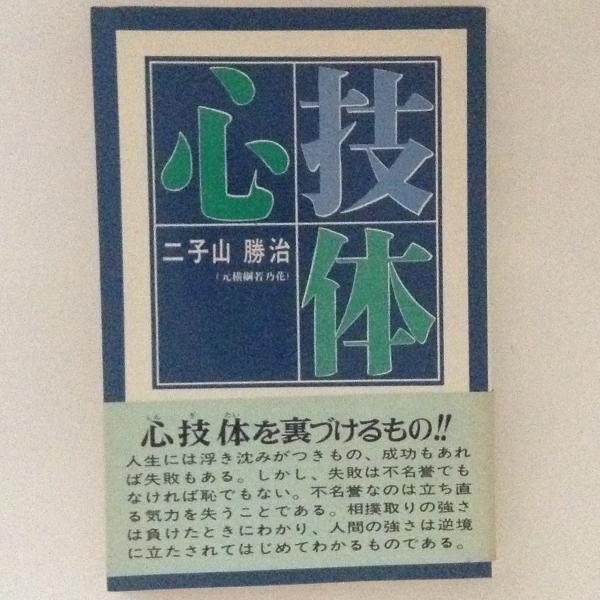 心技
体
二子山 勝治
(元横綱若乃花)
しん ぎ たい
心技体を裏づけるもの!!
人生には浮き沈みがつきもの、成功もあれ
ば失敗もある。しかし、失敗は不名誉でも
なければ恥でもない。不名誉なのは立ち直
る気力を失うことである。相撲取りの強さ
は負けたときにわかり、人間の強さは逆境
に立たされてはじめてわかるものである。